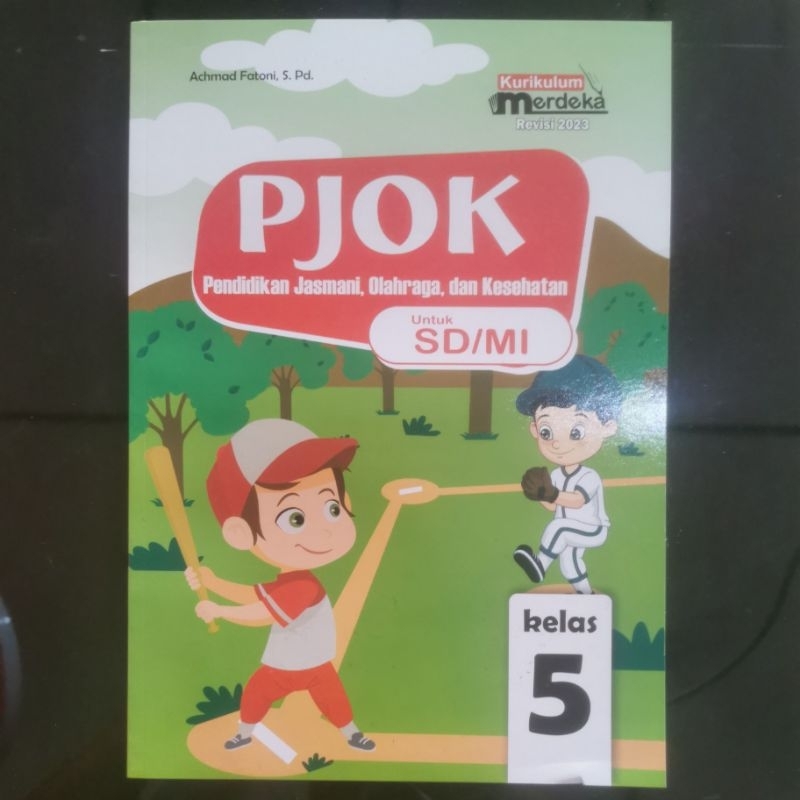 Achmad Fatoni, S. Pd.
Kurikulum
merdeka
Revisi 2023
PJOK
Pendidikan Jasmani, Olahraga, dan Kesehatan
Untuk
SD/MI
kelas
5